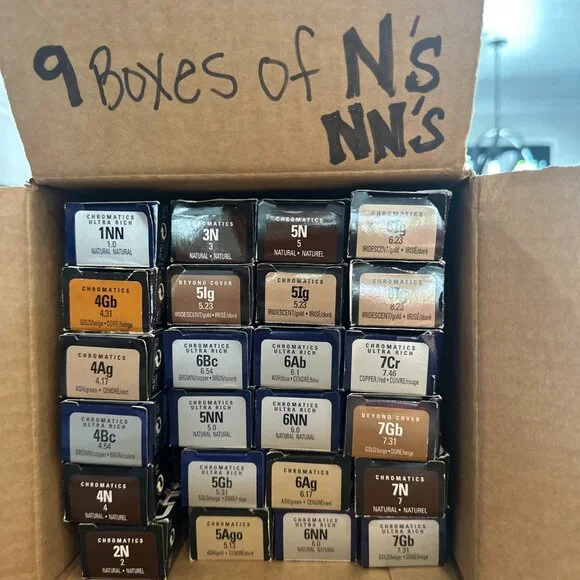 9 Boxes of N's
NN's
CHROMATICS
ULTRA RICH
1NN
1.0
NATURAL NATURAL
CHROMATICS
3N
3
NATURAL • NATUREL
CHROMATICS
5N
5
NATURAL • NATUREL
6.23
IRIDESCENT/gold • IRISÉ/doré
CHROMATICS
4Gb
4.31
GOLD/beige • DORÉ/beige
BEYOND COVER
5Ig
5.23
IRIDESCENT/gold • IRISÉ/doré
CHROMATICS
5Ig
5.23
IRIDESCENT/gold • IRISÉ/doré
8.23
IRIDESCENT/gold • IRISÉ/doré
CHROMATICS
4Ag
4.17
ASH/green • CENDRÉ/vert
CHROMATICS
ULTRA RICH
6Bc
6.54
BROWN/copper • BRUN/cuivré
CHROMATICS
ULTRA RICH
6Ab
6.1
ASH/blue • CENDRÉ/bleu
CHROMATICS
ULTRA RICH
7Cr
7.46
COPPER/red • CUIVRÉ/rouge
CHROMATICS
ULTRA RICH
4Bc
4.54
BROWN/copper • BRUN/cuivré
CHROMATICS
ULTRA RICH
5NN
5.0
NATURAL NATURAL
CHROMATICS
ULTRA RICH
6NN
6.0
NATURAL NATURAL
BEYOND COVER
7Gb
7.31
GOLD/beige • DORÉ/beige
CHROMATICS
4N
4
NATURAL • NATUREL
CHROMATICS
ULTRA RICH
5Gb
5.31
GOLD/beige • DORÉ/beige
CHROMATICS
6Ag
6.17
ASH/green • CENDRÉ/vert
CHROMATICS
7N
7
NATURAL • NATUREL
CHROMATICS
2N
2
NATURAL • NATUREL
CHROMATICS
5Ago
5.13
ASH/gold • CENDRÉ/doré
CHROMATICS
ULTRA RICH
6NN
6.0
NATURAL NATURAL
CHROMATICS
ULTRA RICH
7Gb
7.31
GOLD/beige • DORÉ/beige